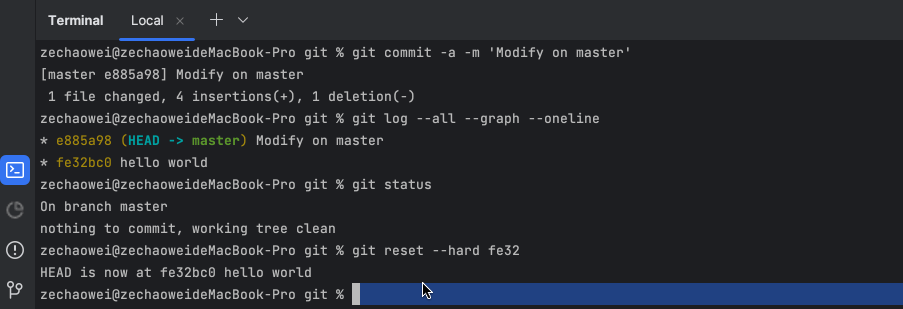 Terminal Local
zechaowei@zechaoweideMacBook-Pro git % git commit -a -m 'Modify on master'
[master e885a98] Modify on master
 1 file changed, 4 insertions(+), 1 deletion(-)
zechaowei@zechaoweideMacBook-Pro git % git log --all --graph --oneline
* e885a98 (HEAD -> master) Modify on master
* fe32bc0 hello world
zechaowei@zechaoweideMacBook-Pro git % git status
On branch master
nothing to commit, working tree clean
zechaowei@zechaoweideMacBook-Pro git % git reset --hard fe32
HEAD is now at fe32bc0 hello world
zechaowei@zechaoweideMacBook-Pro git %